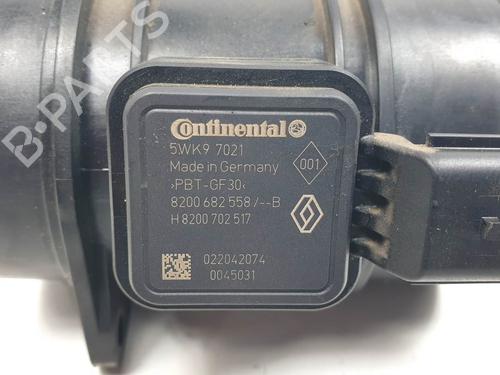 B-PARTS
Continental
5WK9 7021
Made in Germany
001
>PBT-GF30<
8200 682 558 /--B
H 8200 702 517
022042074
0045031